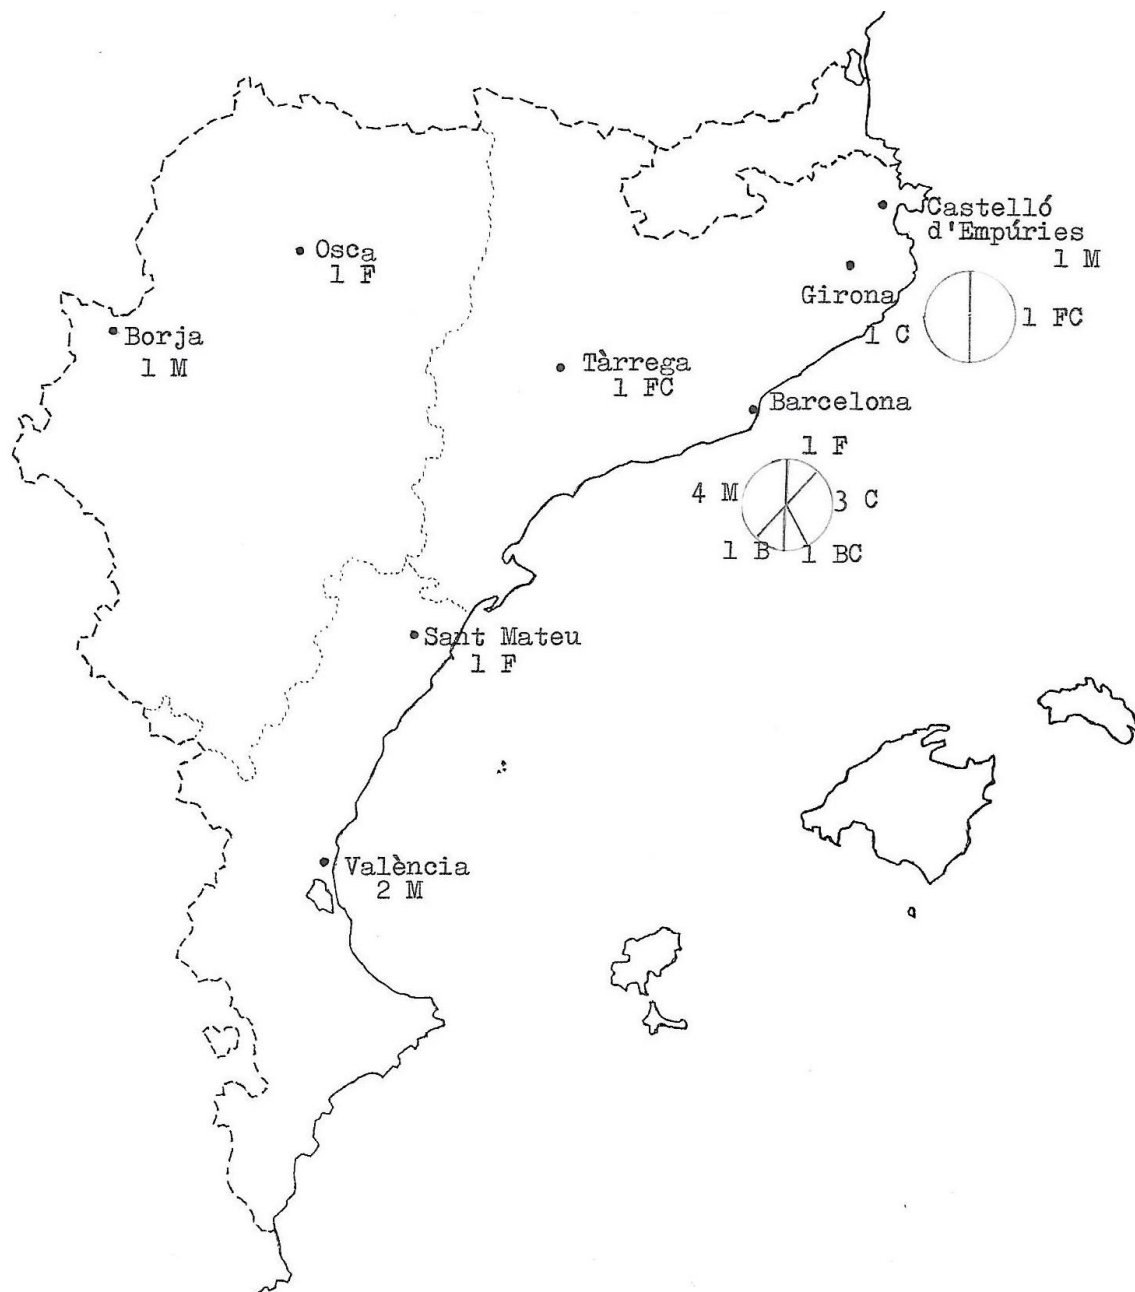 Castelló
d'Empúries
1 M
Osca
1 F
Girona
1 C
1 FC
Borja
1 M
Tàrrega
1 FC
Barcelona
1 F
4 M
3 C
1 B
1 BC
Sant Mateu
1 F
València
2 M